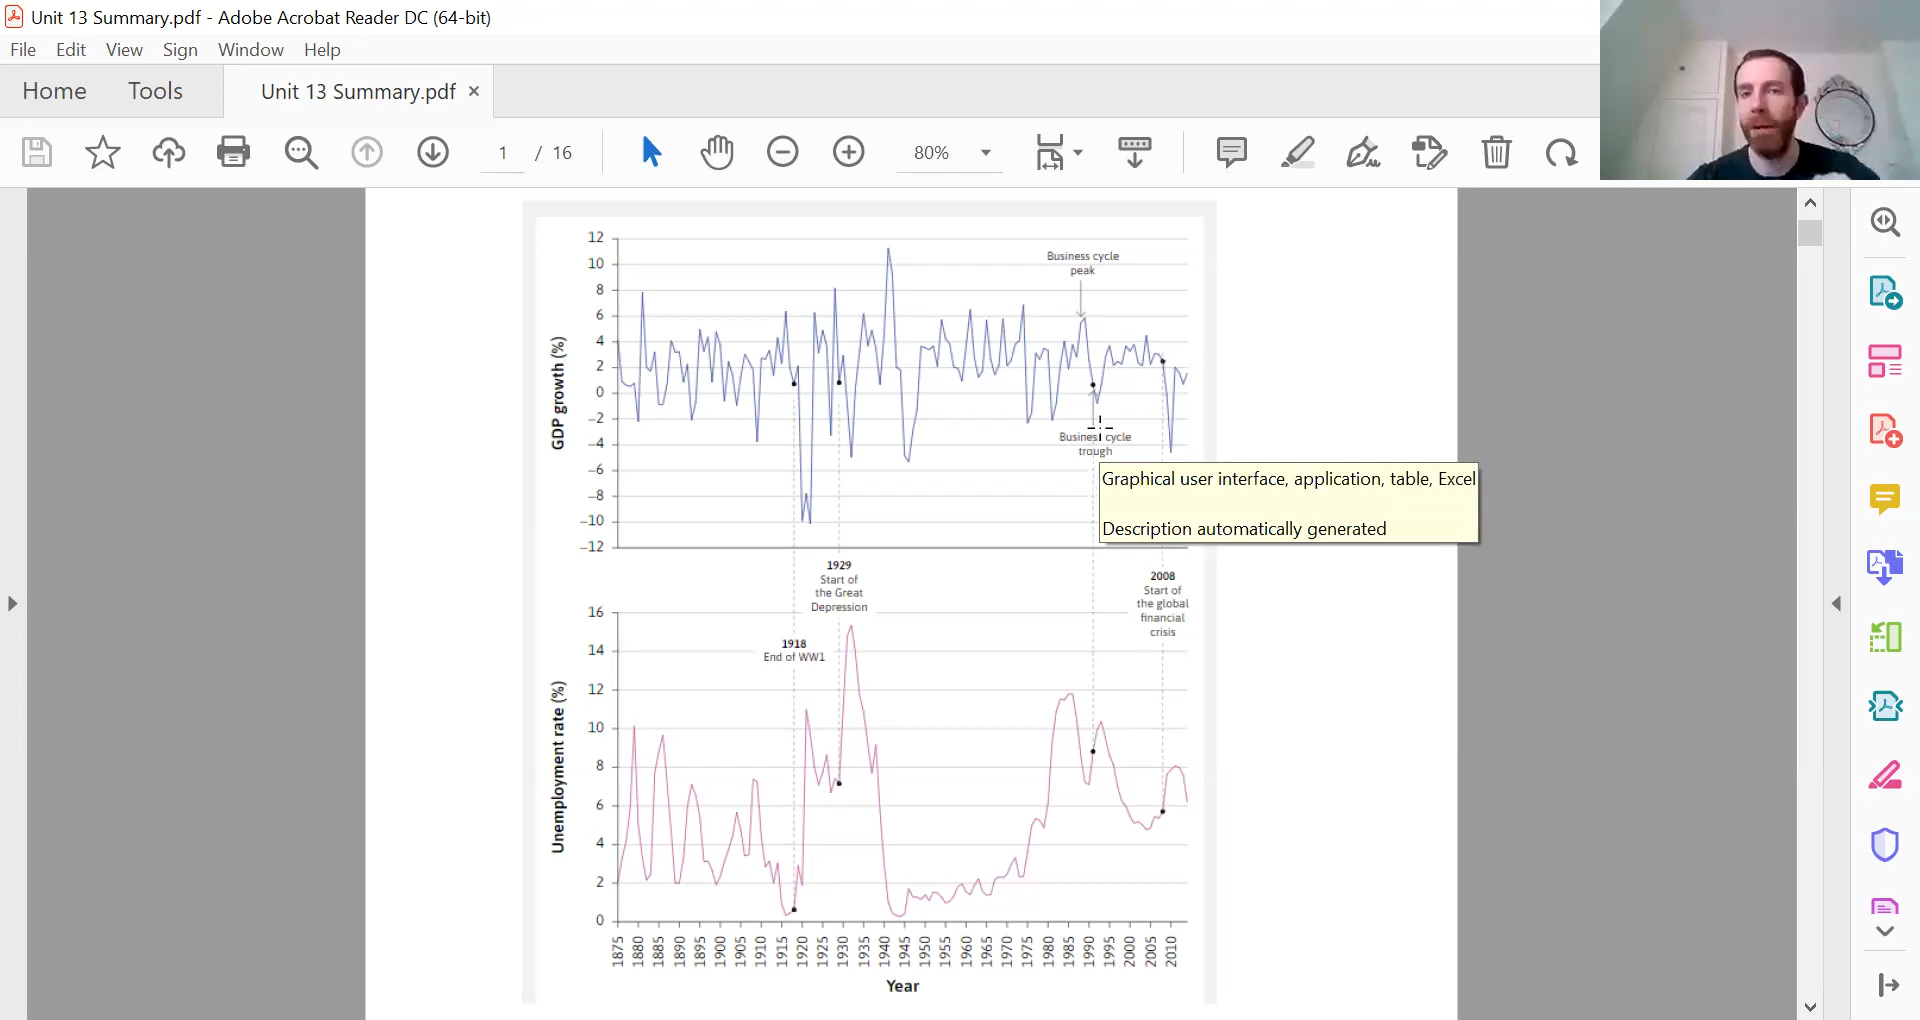 Unit 13 Summary.pdf - Adobe Acrobat Reader DC (64-bit)
File Edit View Sign Window Help
Home Tools Unit 13 Summary.pdf ×
1 / 16 80%
12
10
8
6
4
2
0
−2
−4
−6
−8
−10
−12
GDP growth (%)
Business cycle
peak
Business cycle
trough
Graphical user interface, application, table, Excel
Description automatically generated
1929
Start of
the Great
Depression
2008
Start of
the global
financial
crisis
1918
End of WW1
16
14
12
10
8
6
4
2
0
Unemployment rate (%)
1875 1880 1885 1890 1895 1900 1905 1910 1915 1920 1925 1930 1935 1940 1945 1950 1955 1960 1965 1970 1975 1980 1985 1990 1995 2000 2005 2010
Year